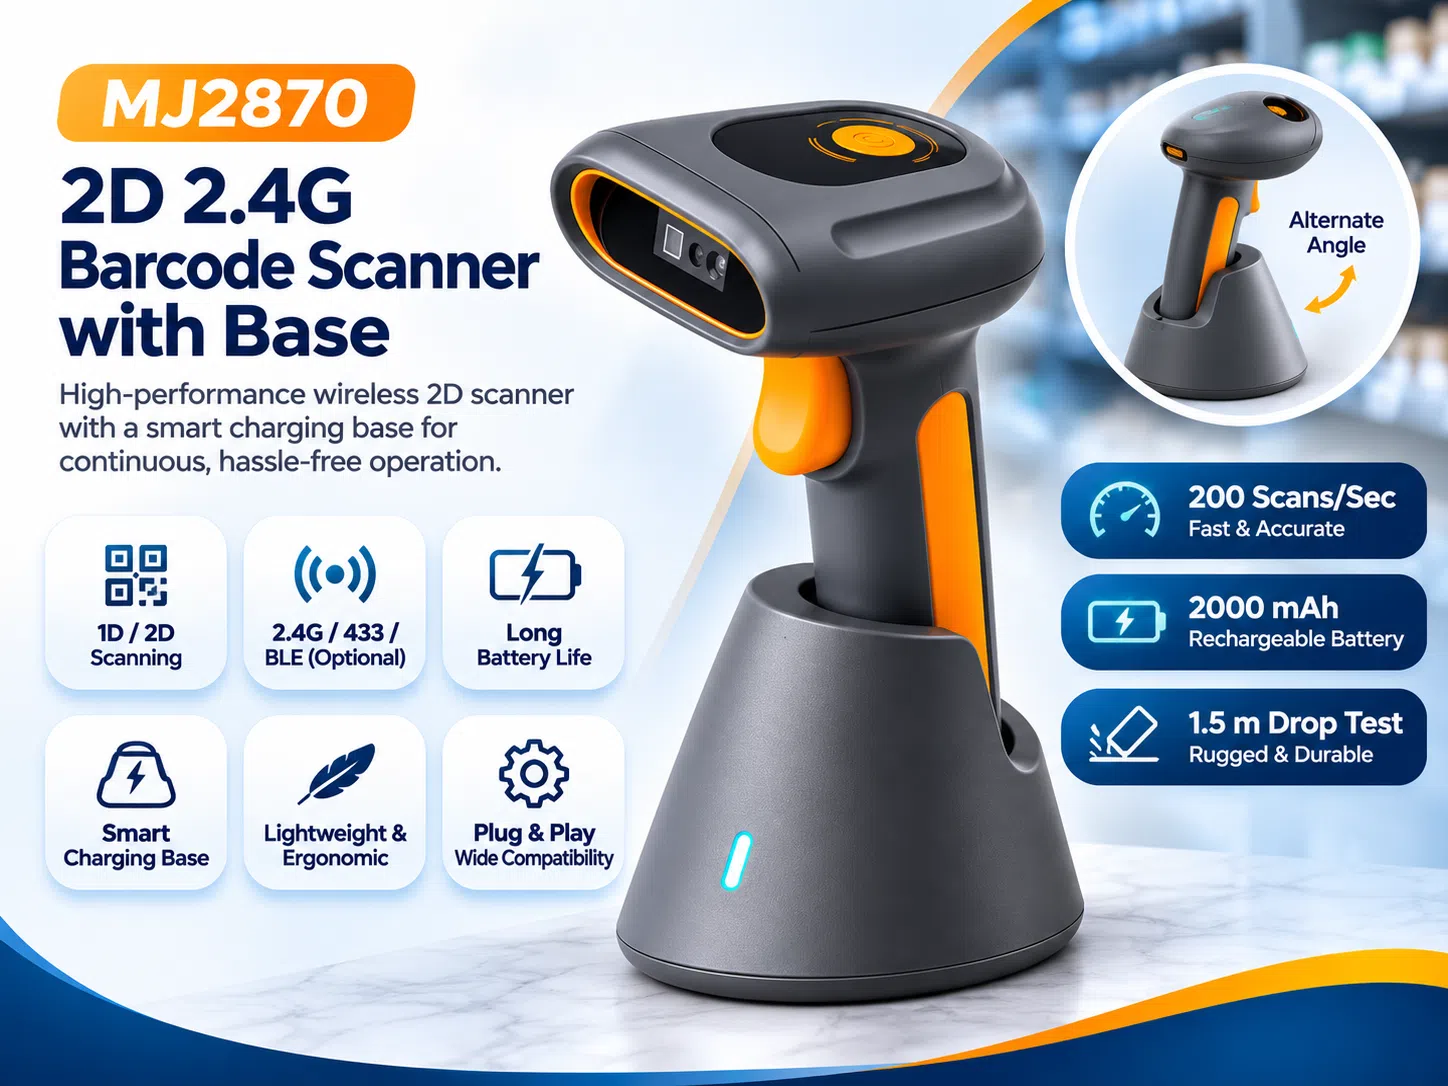 MJ2870
2D 2.4G
Barcode Scanner
with Base
High-performance wireless 2D scanner
with a smart charging base for
continuous, hassle-free operation.
1D / 2D
Scanning
2.4G / 433 /
BLE (Optional)
Long
Battery Life
Smart
Charging Base
Lightweight &
Ergonomic
Plug & Play
Wide Compatibility
Alternate
Angle
200 Scans/Sec
Fast & Accurate
2000 mAh
Rechargeable Battery
1.5 m Drop Test
Rugged & Durable